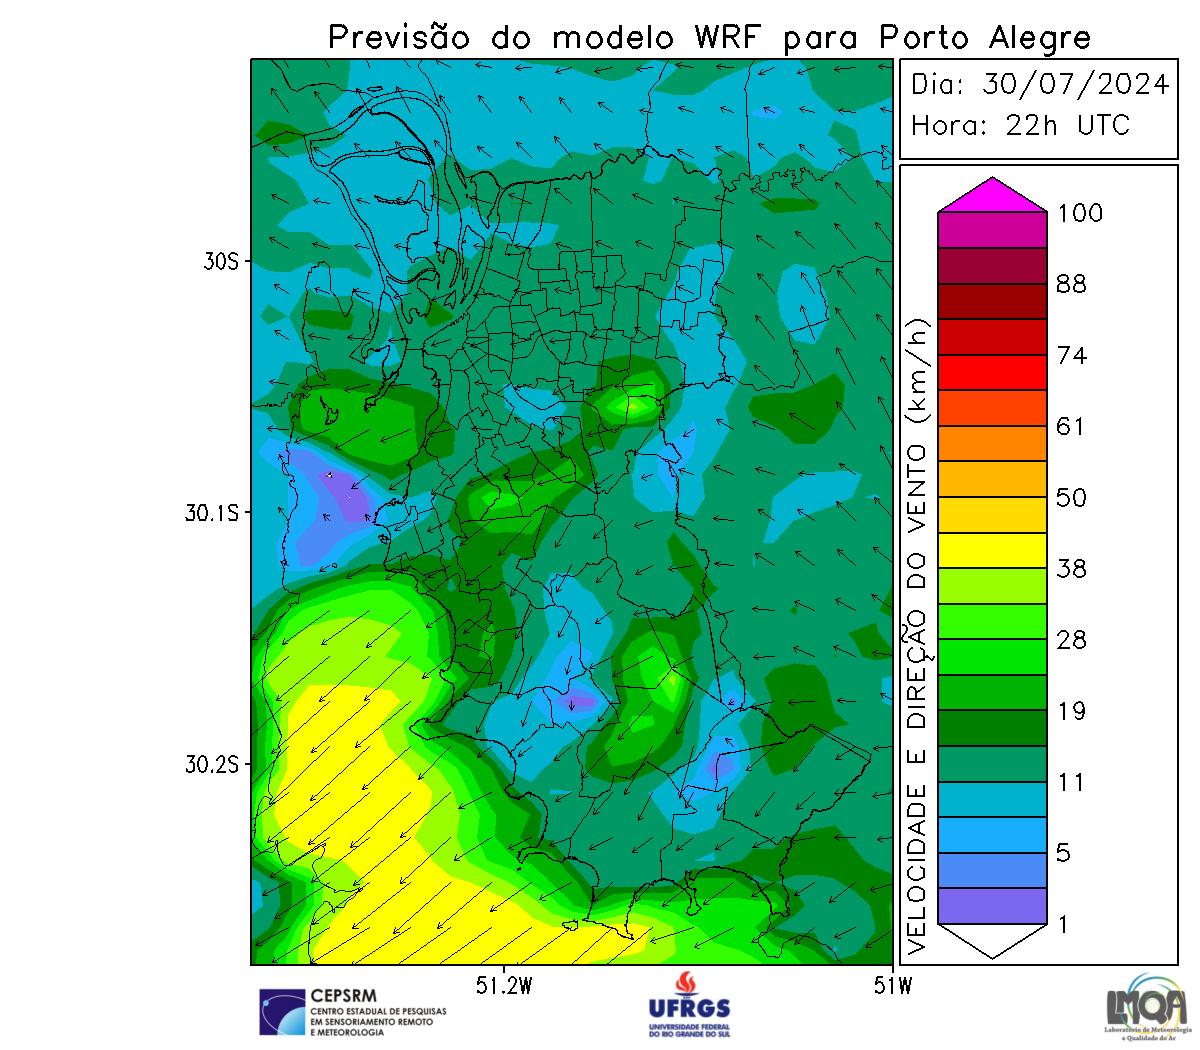 Previsão do modelo WRF para Porto Alegre
Dia: 30/07/2024
Hora: 22h UTC
100
88
74
61
50
38
28
19
11
5
1
VELOCIDADE E DIREÇÃO DO VENTO (km/h)
30S
30.1S
30.2S
51.2W
51W
CEPSRM
CENTRO ESTADUAL DE PESQUISAS
EM SENSORIAMENTO REMOTO
E METEOROLOGIA
UFRGS
UNIVERSIDADE FEDERAL
DO RIO GRANDE DO SUL
LMQA
Laboratório de Meteorologia
e Qualidade do Ar